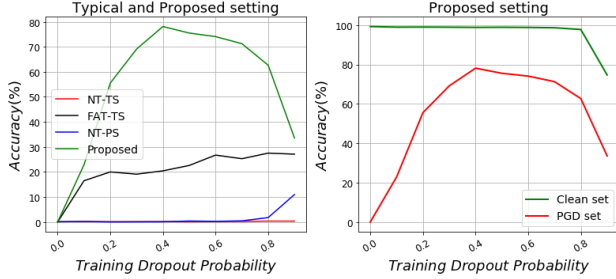 Typical and Proposed setting
Accuracy(%)
80
70
60
50
40
30
20
10
0
NT-TS
FAT-TS
NT-PS
Proposed
0.0
0.2
0.4
0.6
0.8
Training Dropout Probability
Proposed setting
Accuracy(%)
100
80
60
40
20
0
Clean set
PGD set
0.0
0.2
0.4
0.6
0.8
Training Dropout Probability